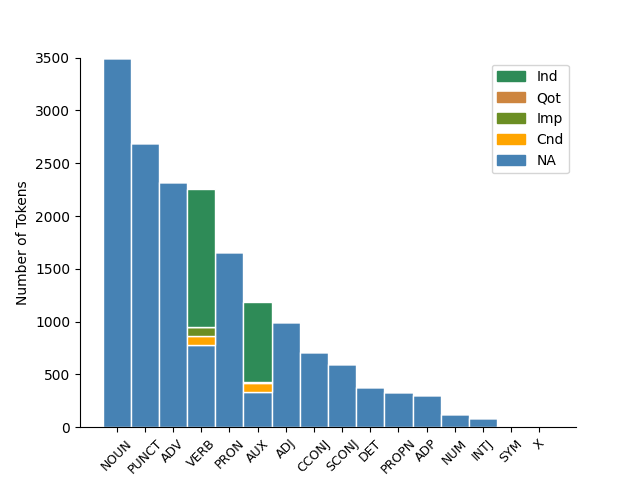 3500
3000
2500
2000
1500
1000
500
0
Number of Tokens
Ind
Qot
Imp
Cnd
NA
NOUN
PUNCT
ADV
VERB
PRON
AUX
ADJ
CCONJ
SCONJ
DET
PROPN
ADP
NUM
INTJ
SYM
X